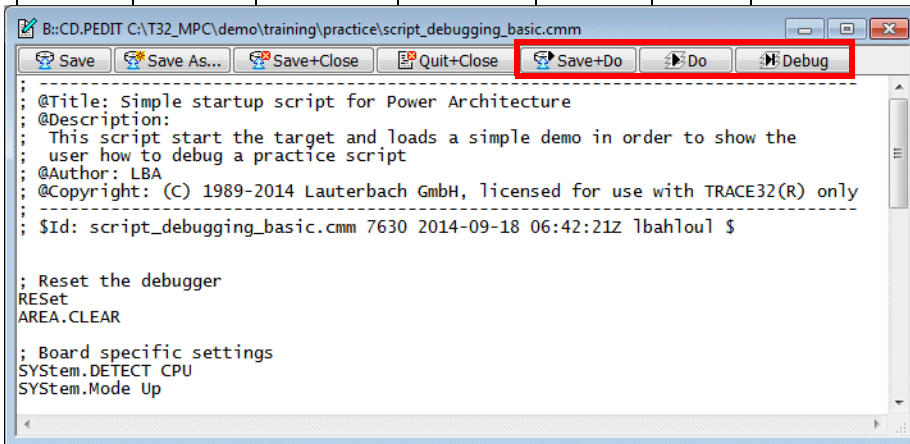 B::CD.PEDIT C:\T32_MPC\demo\training\practice\script_debugging_basic.cmm
Save Save As... Save+Close Quit+Close Save+Do Do Debug
; ------------------------------------------------------------------------------
; @Title: Simple startup script for Power Architecture
; @Description:
;  This script start the target and loads a simple demo in order to show the
;  user how to debug a practice script
; @Author: LBA
; @Copyright: (C) 1989-2014 Lauterbach GmbH, licensed for use with TRACE32(R) only
; ------------------------------------------------------------------------------
; $Id: script_debugging_basic.cmm 7630 2014-09-18 06:42:21Z lbahloul $
; Reset the debugger
RESet
AREA.CLEAR
; Board specific settings
SYStem.DETECT CPU
SYStem.Mode Up